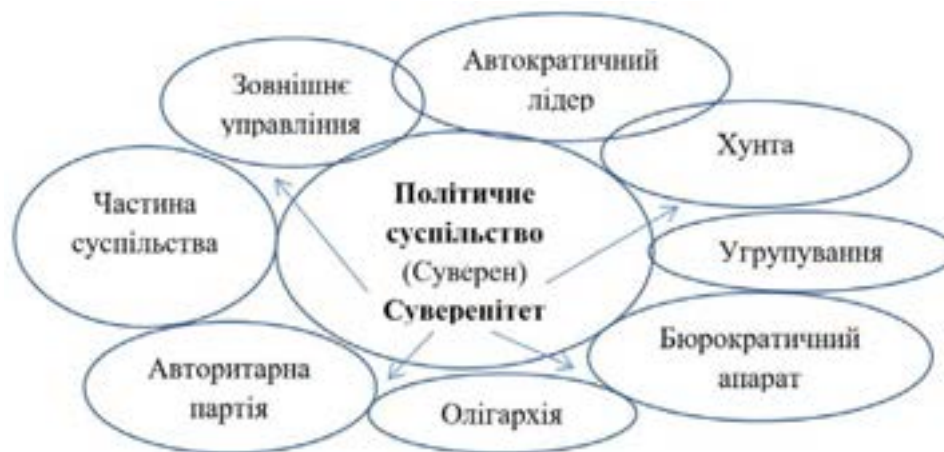 Зовнішнє
управління
Автократичний
лідер
Хунта
Частина
суспільства
Політичне
суспільство
(Суверен)
Суверенітет
Угрупування
Бюрократичний
апарат
Авторитарна
партія
Олігархія